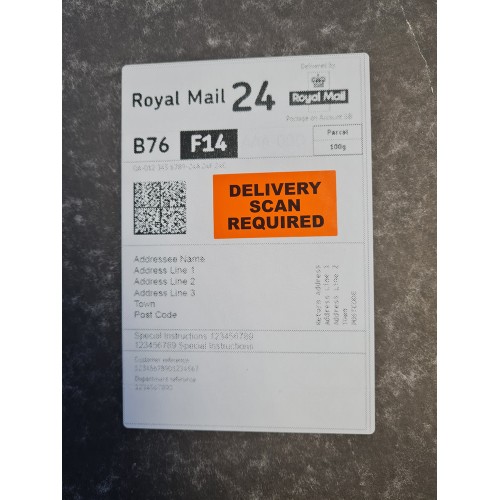 Delivered by
Royal Mail 24
Royal Mail
Postage on Account GB
B76 F14
Parcel
100g
DELIVERY
SCAN
REQUIRED
Addressee Name
Address Line 1
Address Line 2
Address Line 3
Town
Post Code
Return Address
Address Line 1
Address Line 2
Town
POSTCODE
Special Instructions 123456789
123456789 Special Instructions
Customer reference
Department reference